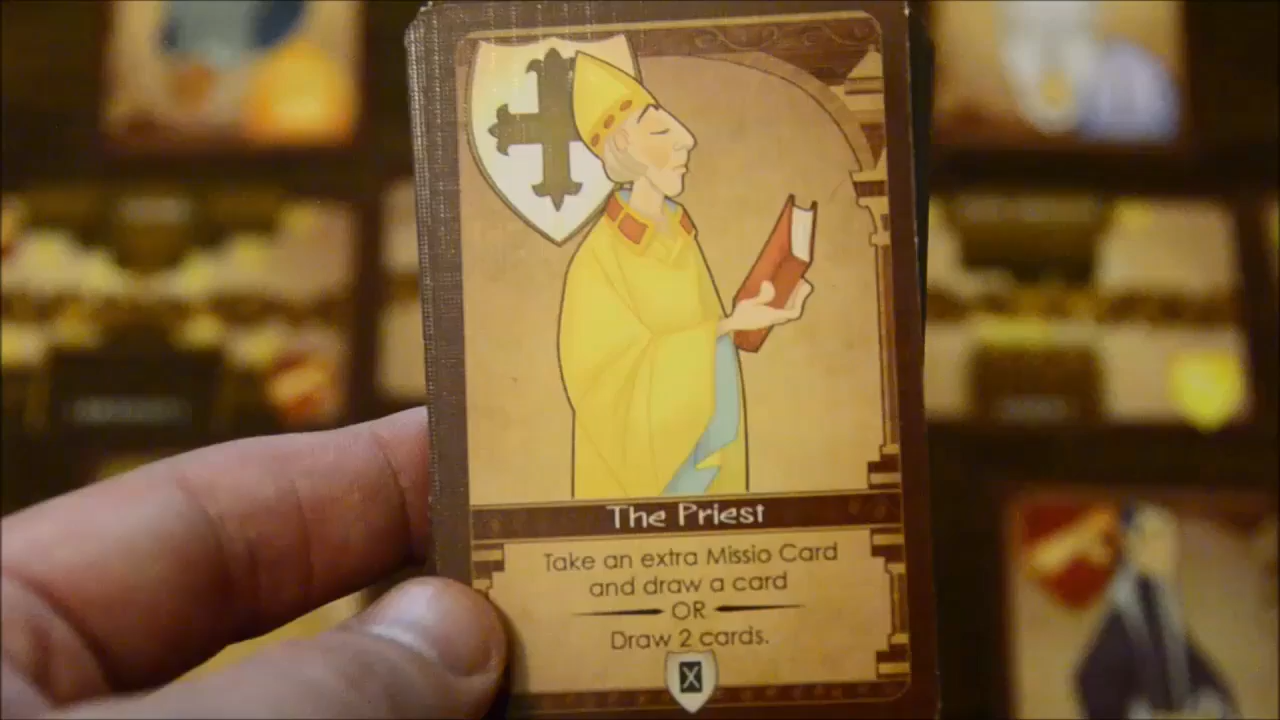 The Priest
Take an extra Missio Card
and draw a card
OR
Draw 2 cards.
X